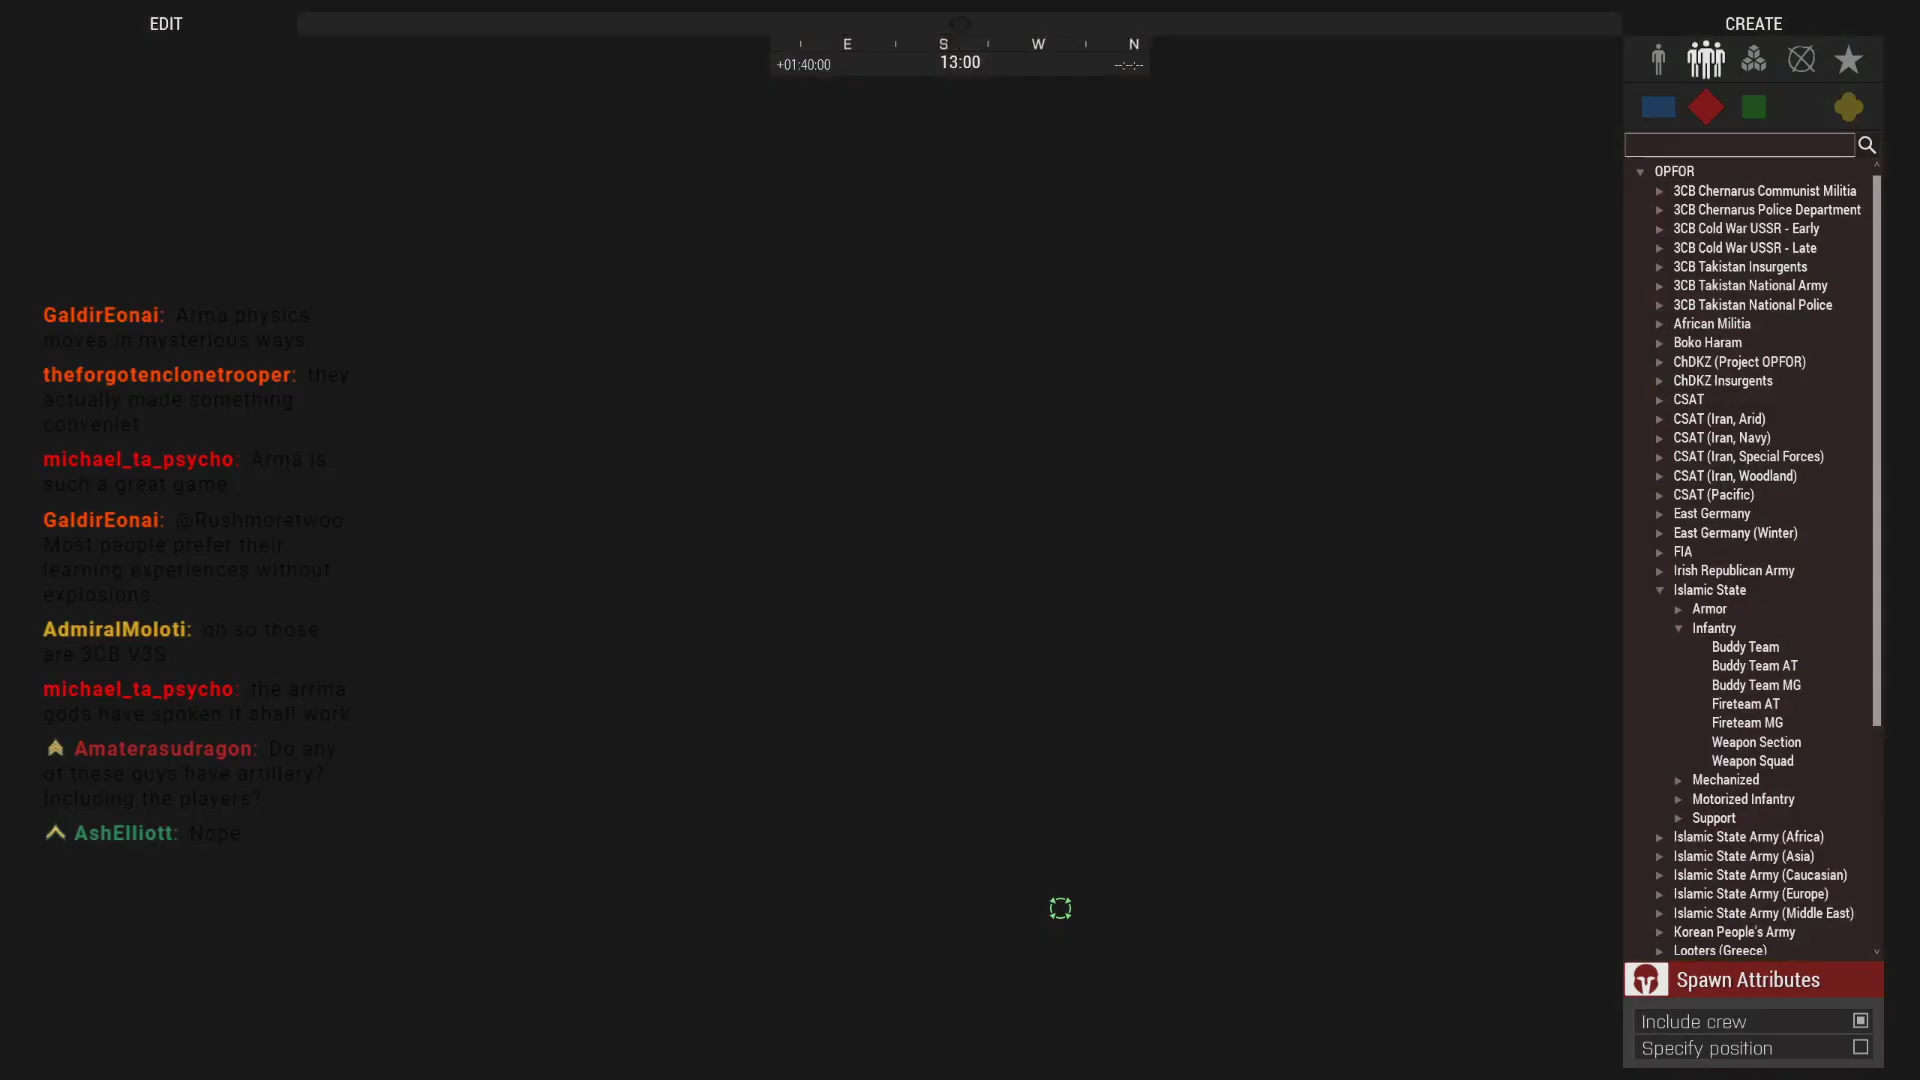 EDIT
CREATE
E S W N
+01:40:00 13:00 --:--:--
GaldirEonai: Arma physics
moves in mysterious ways
theforgotenclonetrooper: they
actually made something
conveniet
michael_ta_psycho: Arma is
such a great game
GaldirEonai: @Rushmoretwoo
Most people prefer their
learning experiences without
explosions.
AdmiralMoloti: oh so those
are 3CB V3S
michael_ta_psycho: the arrma
gods have spoken it shall work
Amaterasudragon: Do any
of these guys have artillery?
Including the players?
AshElliott: Nope
OPFOR
3CB Chernarus Communist Militia
3CB Chernarus Police Department
3CB Cold War USSR - Early
3CB Cold War USSR - Late
3CB Takistan Insurgents
3CB Takistan National Army
3CB Takistan National Police
African Militia
Boko Haram
ChDKZ (Project OPFOR)
ChDKZ Insurgents
CSAT
CSAT (Iran, Arid)
CSAT (Iran, Navy)
CSAT (Iran, Special Forces)
CSAT (Iran, Woodland)
CSAT (Pacific)
East Germany
East Germany (Winter)
FIA
Irish Republican Army
Islamic State
Armor
Infantry
Buddy Team
Buddy Team AT
Buddy Team MG
Fireteam AT
Fireteam MG
Weapon Section
Weapon Squad
Mechanized
Motorized Infantry
Support
Islamic State Army (Africa)
Islamic State Army (Asia)
Islamic State Army (Caucasian)
Islamic State Army (Europe)
Islamic State Army (Middle East)
Korean People's Army
Looters (Greece)
Spawn Attributes
Include crew
Specify position